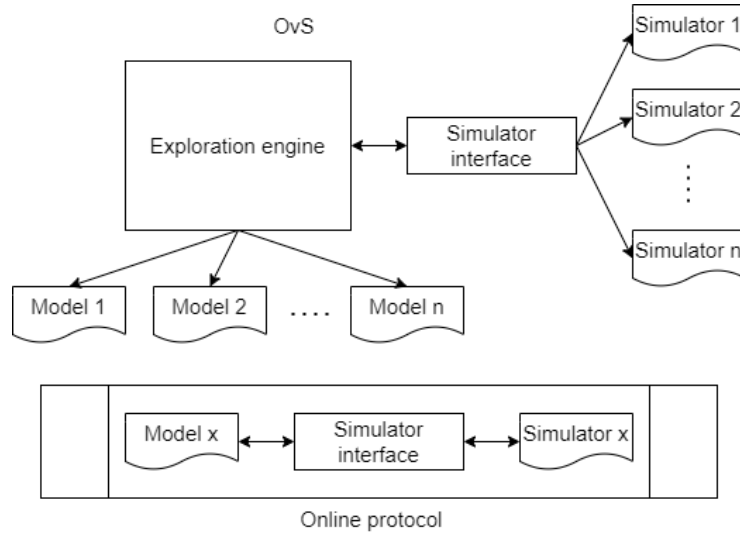 OvS
Simulator 1
Exploration engine
Simulator
interface
Simulator 2
Simulator n
Model 1
Model 2
....
Model n
Model x
Simulator
interface
Simulator x
Online protocol